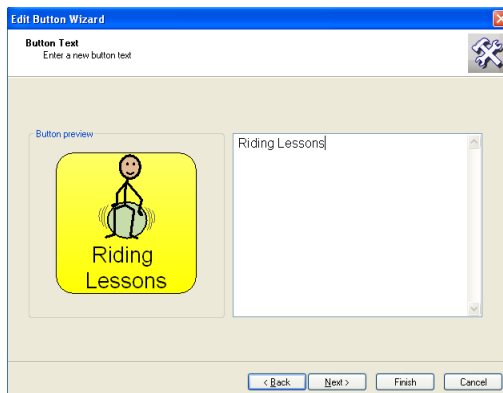 Edit Button Wizard
Button Text
Enter a new button text
Button preview
Riding
Lessons
Riding Lessons
< Back
Next >
Finish
Cancel